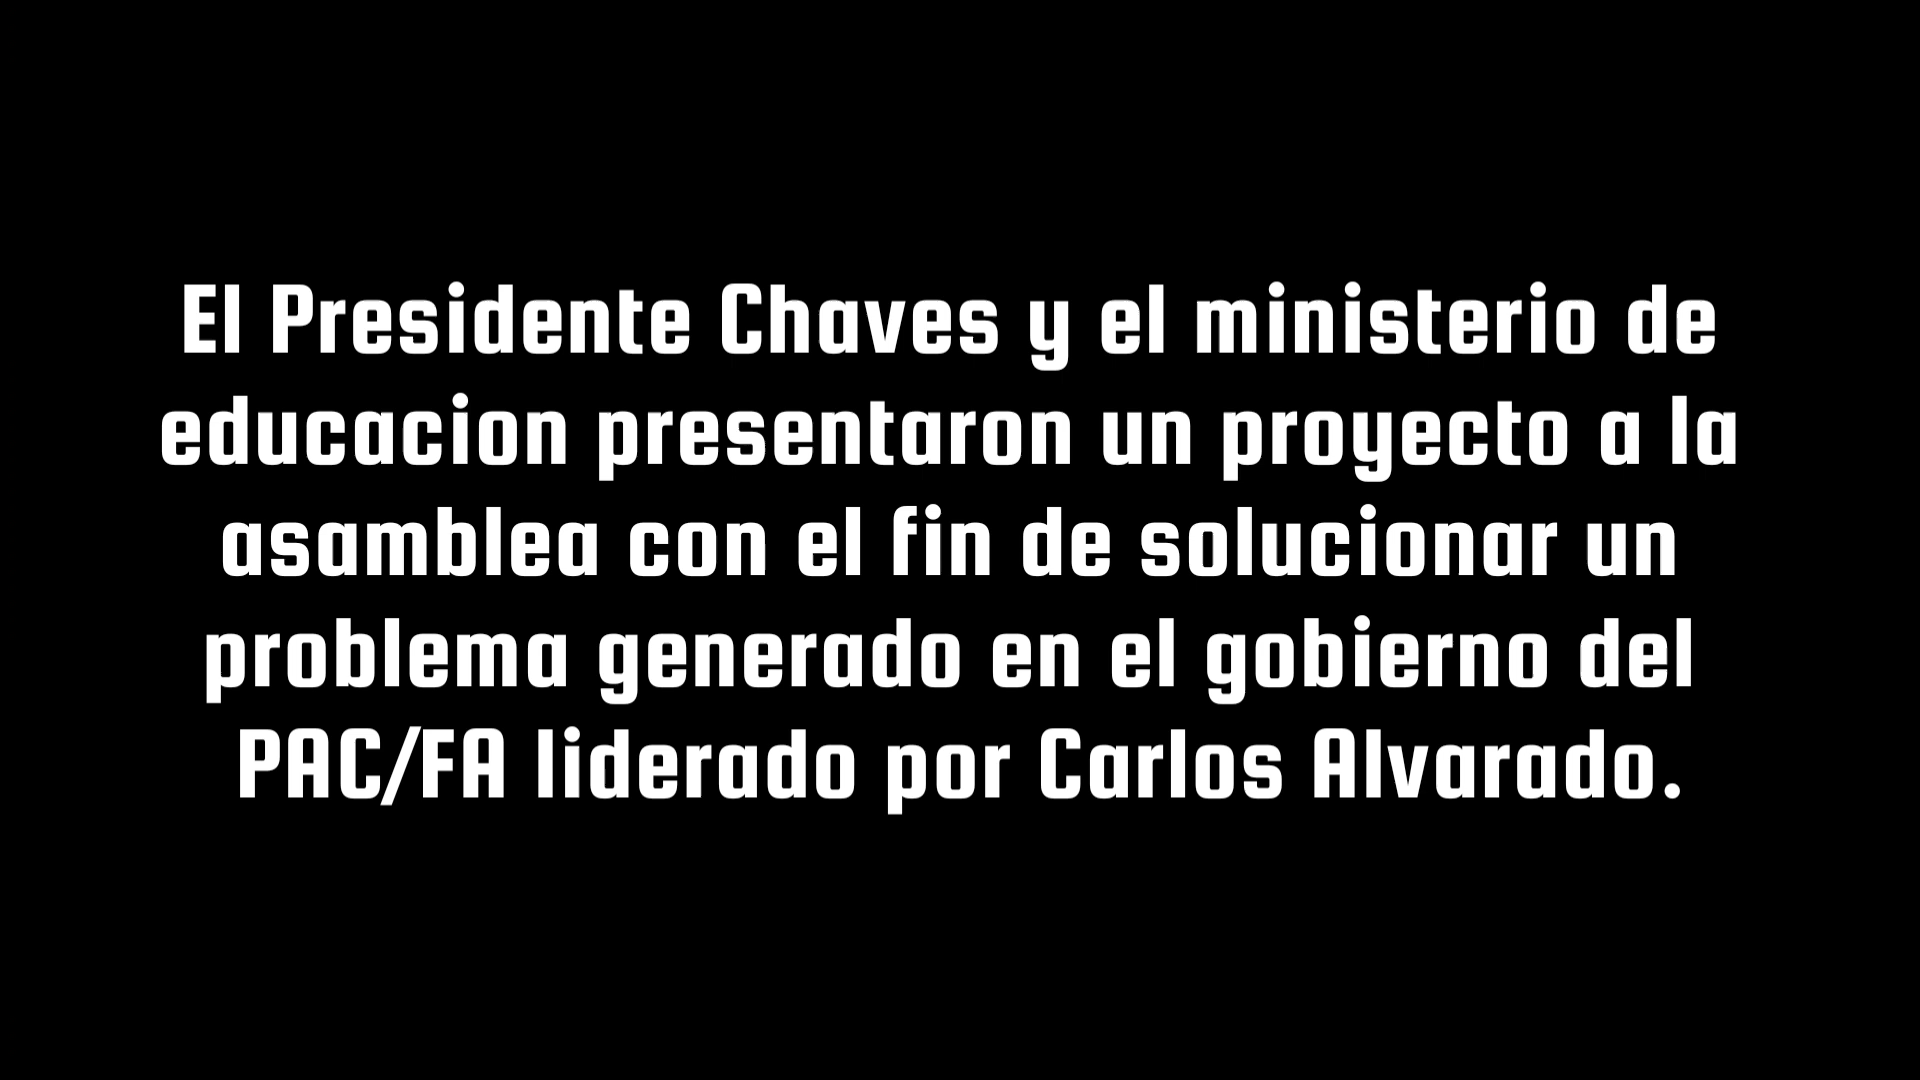 El Presidente Chaves y el ministerio de
educacion presentaron un proyecto a la
asamblea con el fin de solucionar un
problema generado en el gobierno del
PAC/FA liderado por Carlos Alvarado.